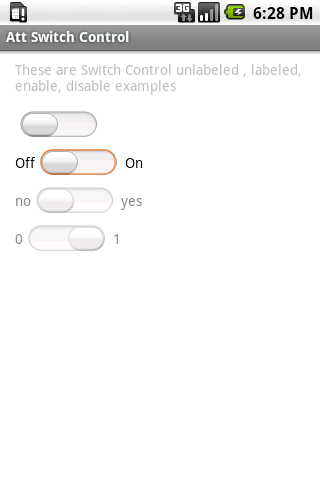 3G 6:28 PM
Att Switch Control
These are Switch Control unlabeled , labeled,
enable, disable examples
Off On
no yes
0 1